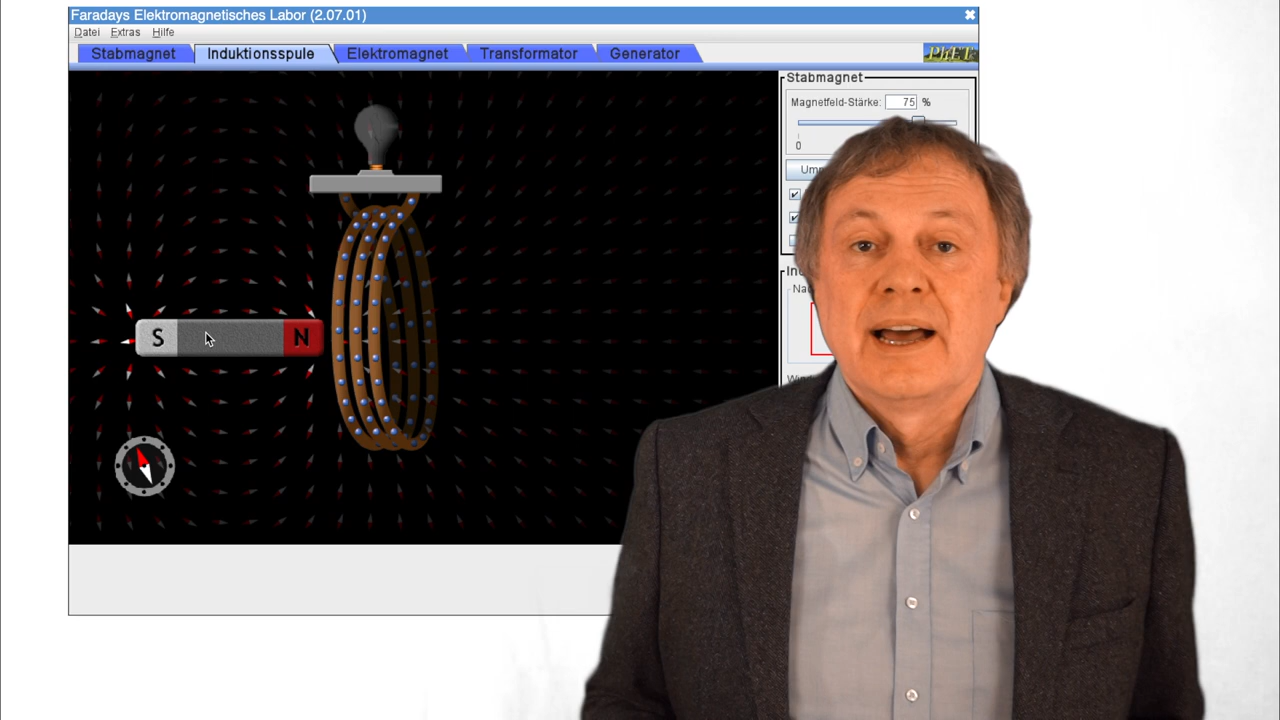 Faradays Elektromagnetisches Labor (2.07.01)
Datei Extras Hilfe
Stabmagnet Induktionsspule Elektromagnet Transformator Generator
PhET
Stabmagnet
Magnetfeld-Stärke: 75 %
0
S N